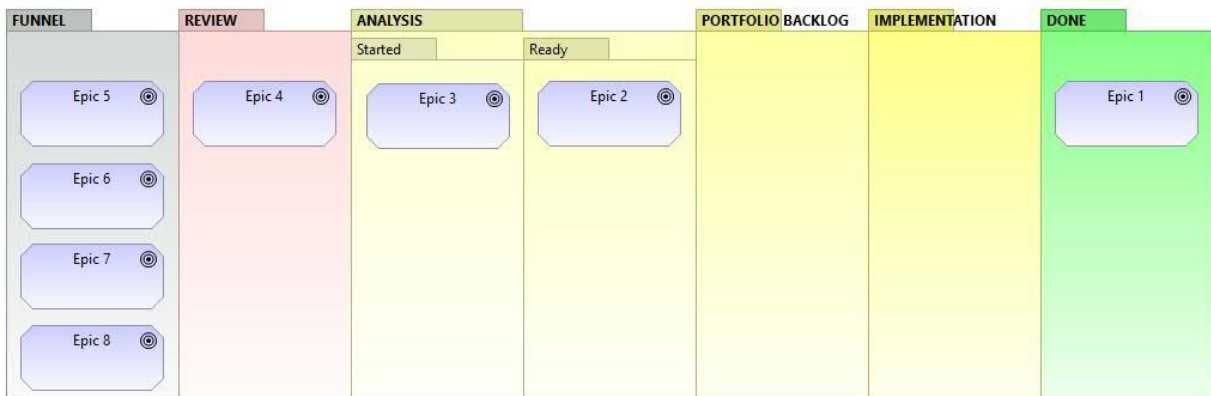 FUNNEL
REVIEW
ANALYSIS
PORTFOLIO BACKLOG
IMPLEMENTATION
DONE
Started
Ready
Epic 5
Epic 4
Epic 3
Epic 2
Epic 1
Epic 6
Epic 7
Epic 8